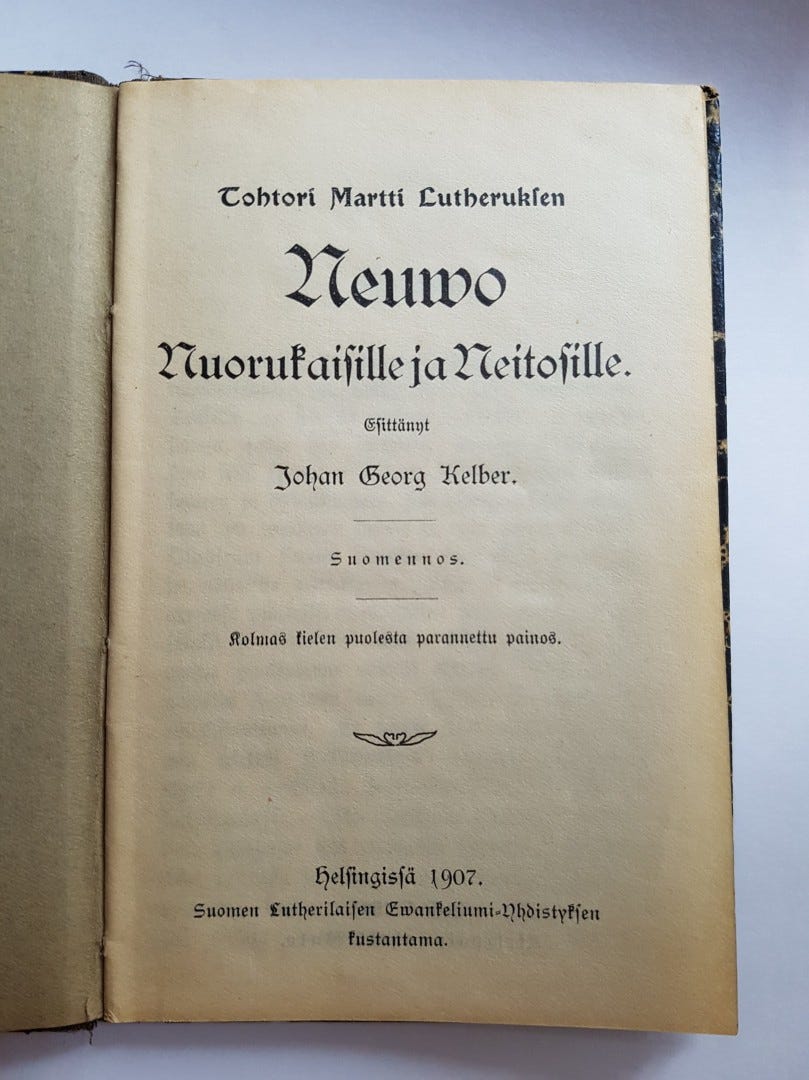 Tohtori Martti Lutheruksen
Neuwo
Nuorukaisille ja Neitosille.
Esittänyt
Johan Georg Kelber.
Suomennos.
Kolmas kielen puolesta parannettu painos.
Helsingissä 1907.
Suomen Lutherilaisen Ewankeliumi-Yhdistyksen
kustantama.